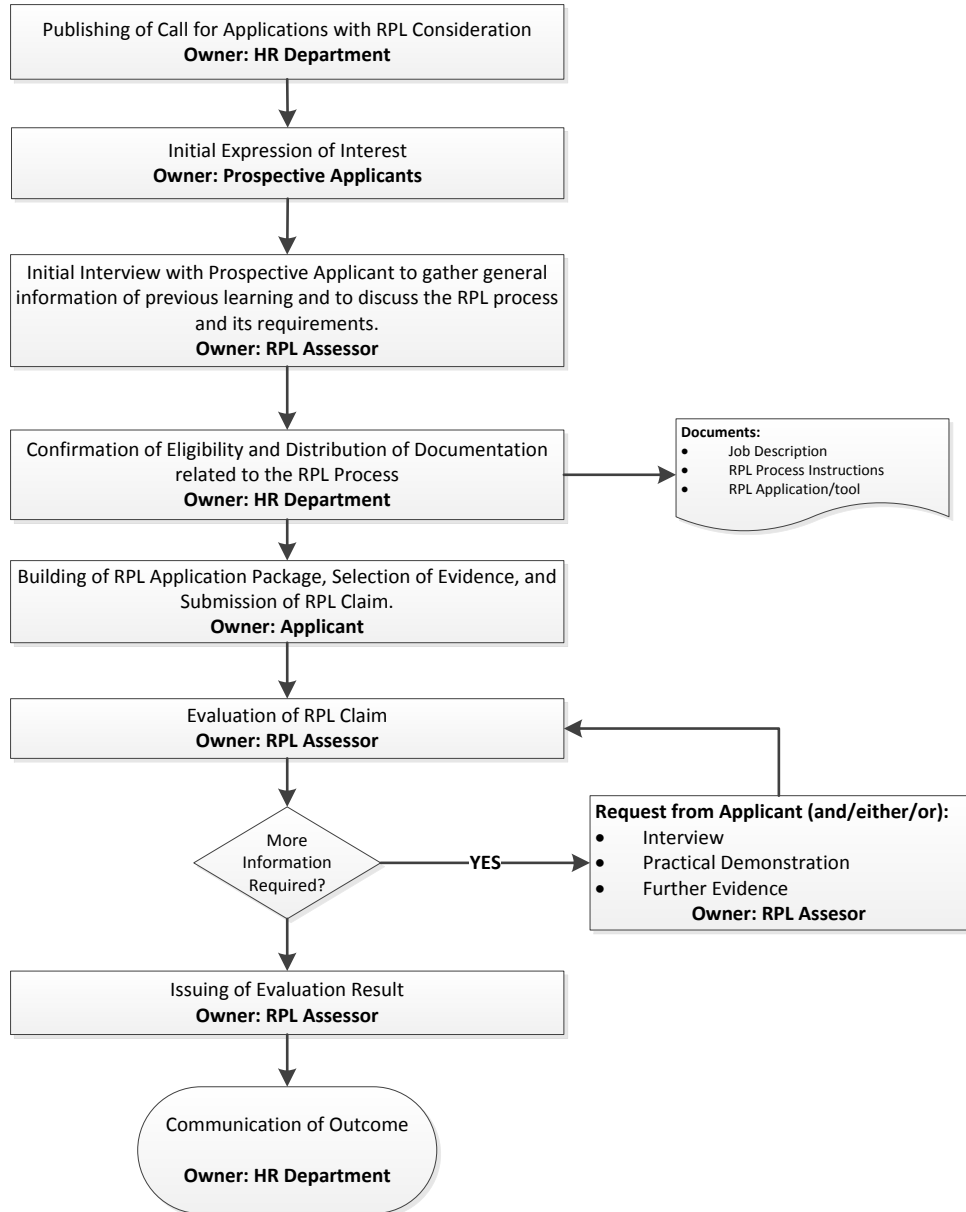 Publishing of Call for Applications with RPL Consideration
Owner: HR Department
Initial Expression of Interest
Owner: Prospective Applicants
Initial Interview with Prospective Applicant to gather general
information of previous learning and to discuss the RPL process
and its requirements.
Owner: RPL Assessor
Confirmation of Eligibility and Distribution of Documentation
related to the RPL Process
Owner: HR Department
Documents:
● Job Description
● RPL Process Instructions
● RPL Application/tool
Building of RPL Application Package, Selection of Evidence, and
Submission of RPL Claim.
Owner: Applicant
Evaluation of RPL Claim
Owner: RPL Assessor
More
Information
Required?
YES
Request from Applicant (and/either/or):
● Interview
● Practical Demonstration
● Further Evidence
Owner: RPL Assesor
Issuing of Evaluation Result
Owner: RPL Assessor
Communication of Outcome
Owner: HR Department